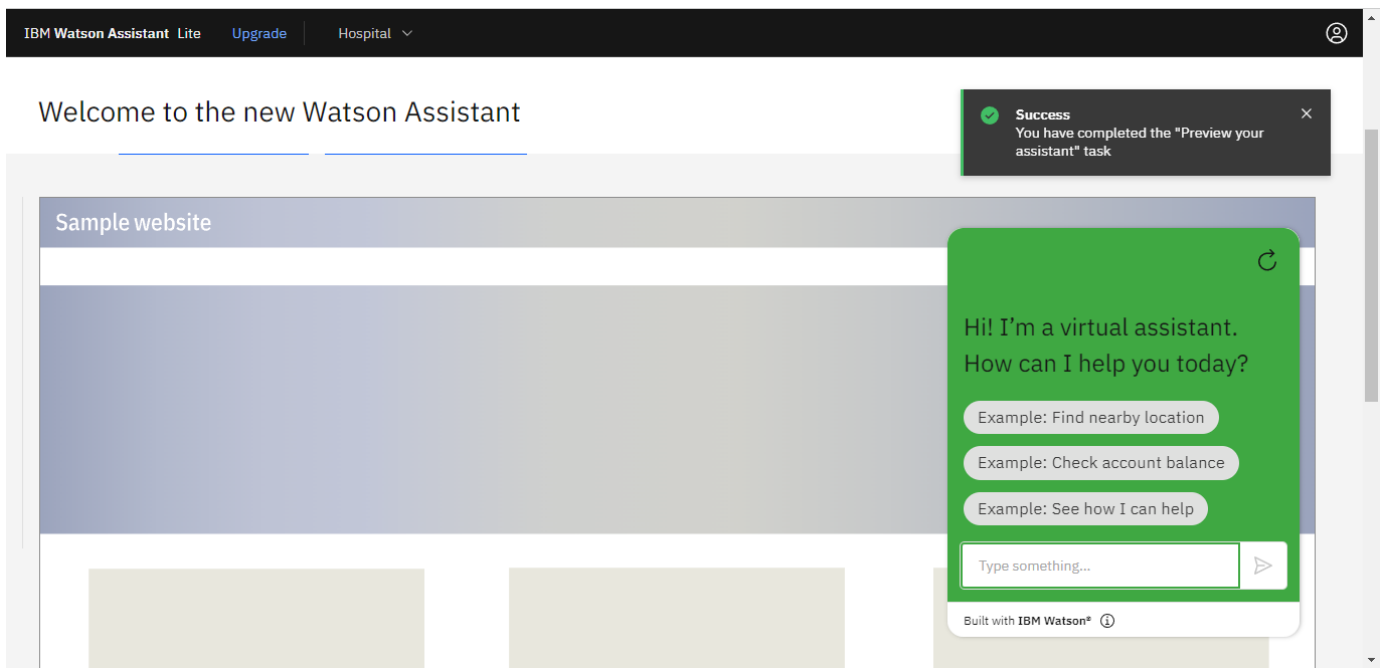 IBM Watson Assistant Lite Upgrade Hospital
Welcome to the new Watson Assistant
Success
You have completed the "Preview your
assistant" task
Sample website
Hi! I'm a virtual assistant.
How can I help you today?
Example: Find nearby location
Example: Check account balance
Example: See how I can help
Type something...
Built with IBM Watson®